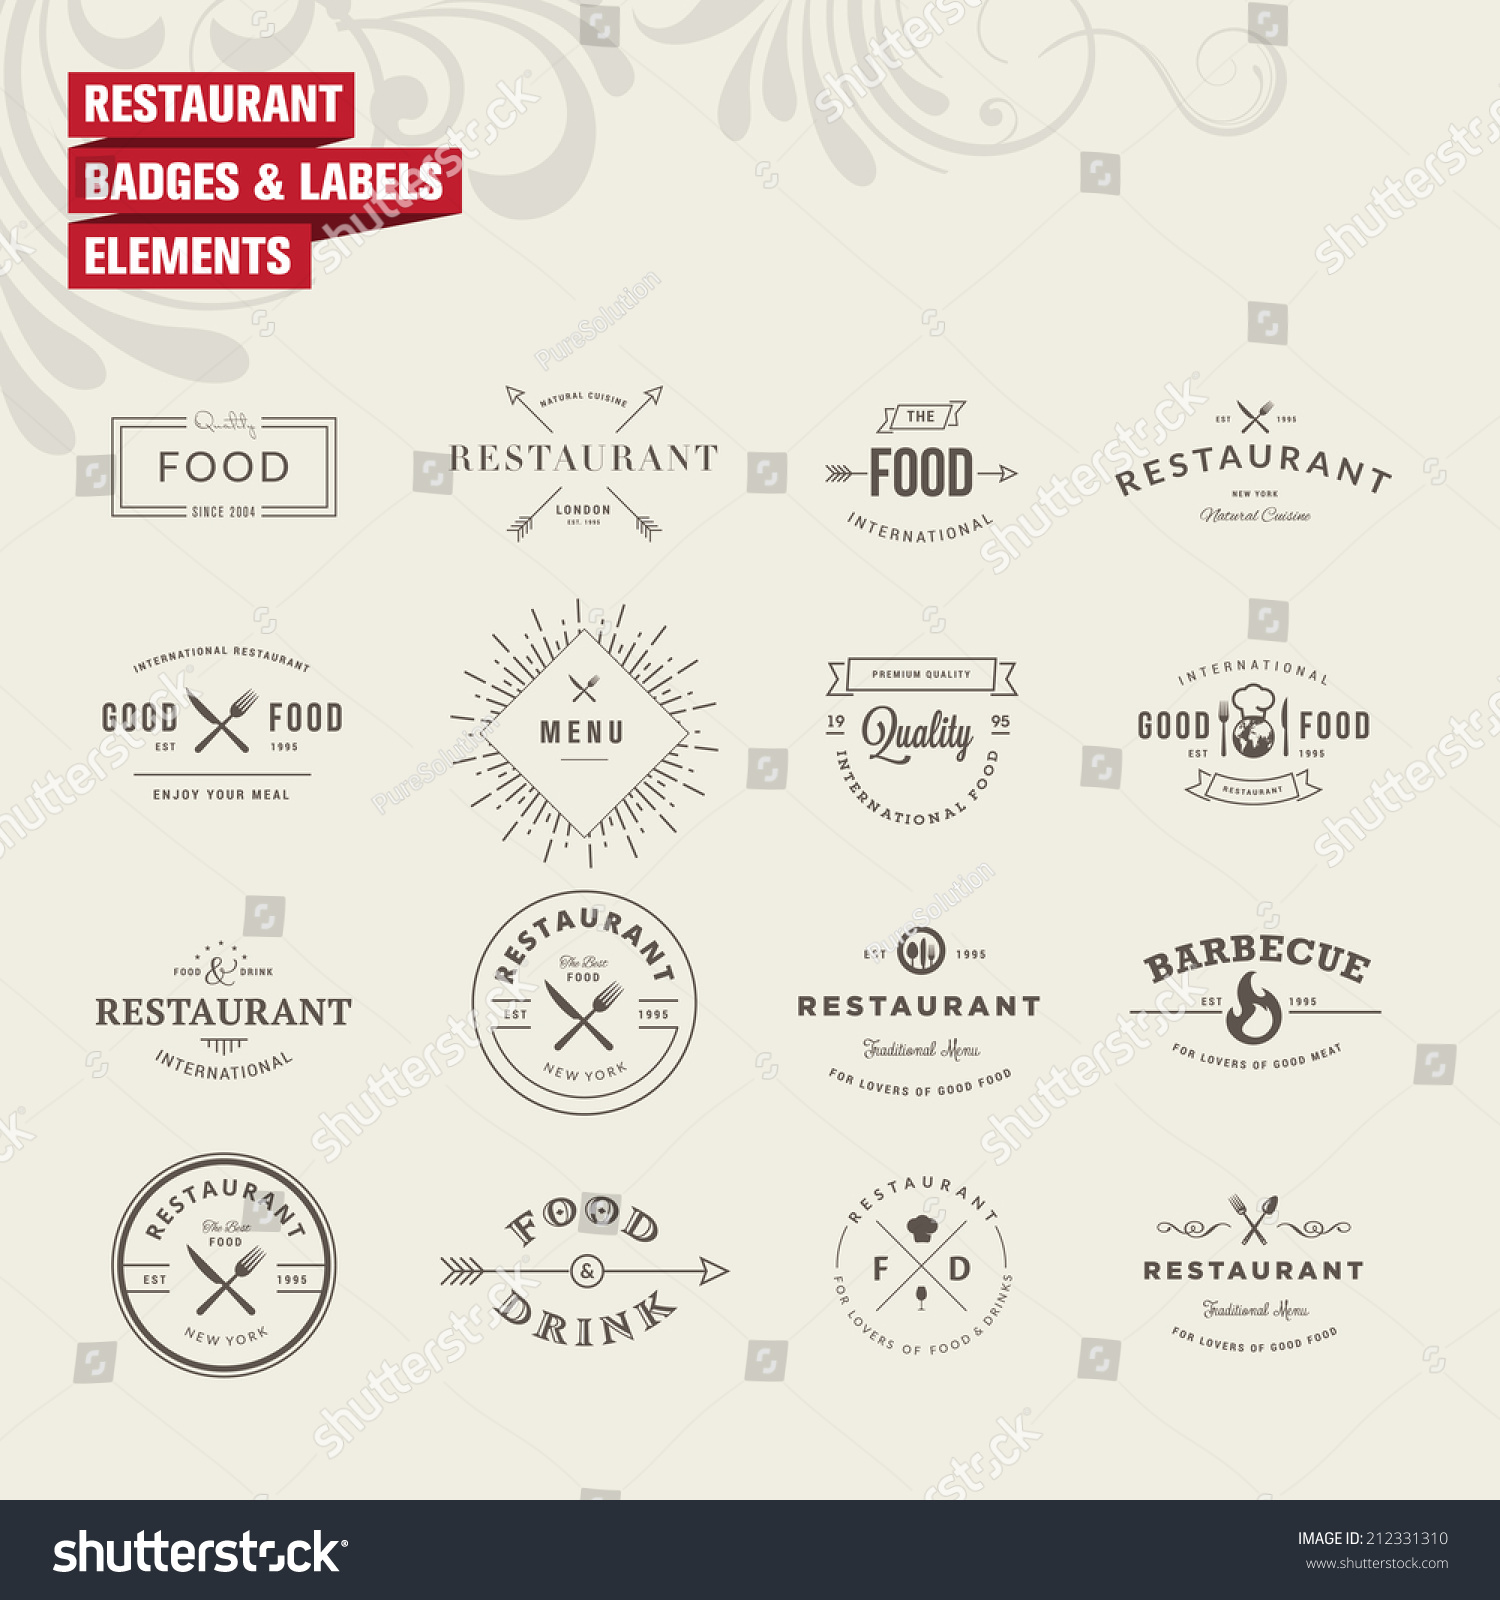 RESTAURANT
BADGES & LABELS
ELEMENTS
Quality
FOOD
SINCE 2004
NATURAL CUISINE
RESTAURANT
LONDON
EST. 1995
THE
FOOD
INTERNATIONAL
EST 1995
RESTAURANT
NEW YORK
Natural Cuisine
INTERNATIONAL RESTAURANT
GOOD FOOD
EST 1995
ENJOY YOUR MEAL
MENU
PREMIUM QUALITY
19 95
Quality
INTERNATIONAL FOOD
INTERNATIONAL
GOOD FOOD
EST 1995
RESTAURANT
FOOD & DRINK
RESTAURANT
INTERNATIONAL
RESTAURANT
The Best
FOOD
EST 1995
NEW YORK
EST 1995
RESTAURANT
Traditional Menu
FOR LOVERS OF GOOD FOOD
BARBECUE
EST 1995
FOR LOVERS OF GOOD MEAT
RESTAURANT
The Best
FOOD
EST 1995
NEW YORK
FOOD
&
DRINK
RESTAURANT
F D
FOR LOVERS OF FOOD & DRINKS
RESTAURANT
Traditional Menu
FOR LOVERS OF GOOD FOOD
shutterstock
PureSolution
shutterstock
IMAGE ID: 212331310
www.shutterstock.com